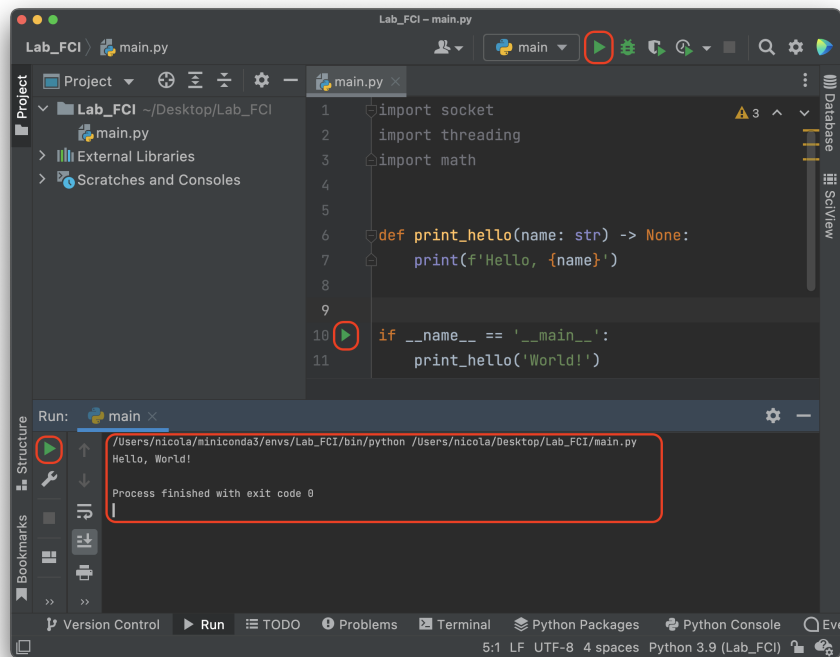 Lab_FCI – main.py
Lab_FCI
main.py
main
Project
Project
main.py
Database
SciView
Lab_FCI ~/Desktop/Lab_FCI
main.py
External Libraries
Scratches and Consoles
1 import socket
2 import threading
3 import math
4
5
6 def print_hello(name: str) -> None:
7 print(f'Hello, {name}')
8
9
10 if __name__ == '__main__':
11 print_hello('World!')
3
Run: main
Structure
Bookmarks
/Users/nicola/miniconda3/envs/Lab_FCI/bin/python /Users/nicola/Desktop/Lab_FCI/main.py
Hello, World!
Process finished with exit code 0
Version Control Run TODO Problems Terminal Python Packages Python Console
5:1 LF UTF-8 4 spaces Python 3.9 (Lab_FCI)